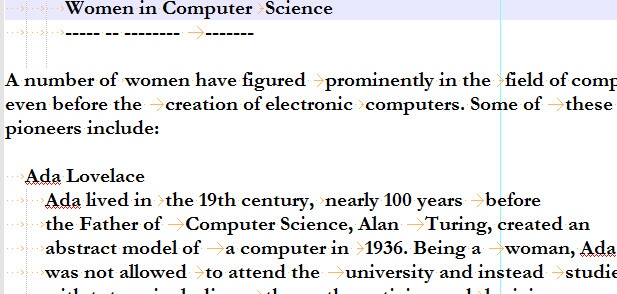 Women in Computer Science
----- -- -------- -------
A number of women have figured prominently in the field of comp
even before the creation of electronic computers. Some of these
pioneers include:
Ada Lovelace
Ada lived in the 19th century, nearly 100 years before
the Father of Computer Science, Alan Turing, created an
abstract model of a computer in 1936. Being a woman, Ada
was not allowed to attend the university and instead studie